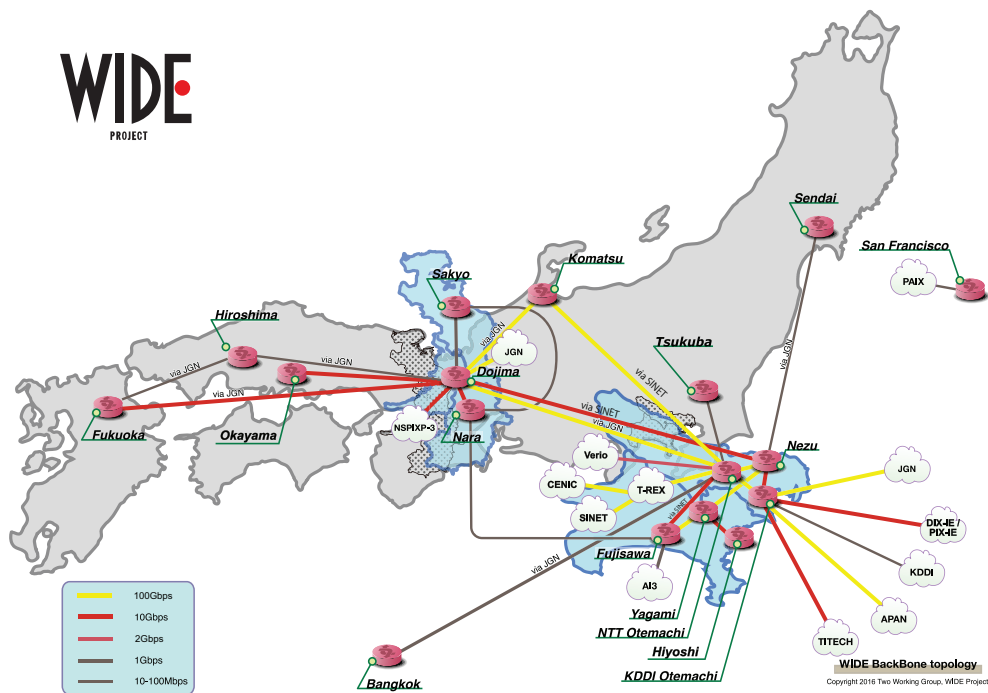 WIDE
PROJECT
Sendai
San Francisco
PAIX
Komatsu
Sakyo
Hiroshima
via JGN
via JGN
via JGN
JGN
Tsukuba
via JGN
Dojima
via SINET
via JGN
via JGN
via SINET
via JGN
NSPIXP-3
Fukuoka
Okayama
Nara
Nezu
Verio
JGN
CENIC
T-REX
SINET
via SINET
DIX-IE /
PIX-IE
Fujisawa
KDDI
via JGN
AI3
Yagami
APAN
NTT Otemachi
TITECH
Hiyoshi
KDDI Otemachi
Bangkok
100Gbps
10Gbps
2Gbps
1Gbps
10-100Mbps
WIDE BackBone topology
Copyright 2016 Two Working Group, WIDE Project